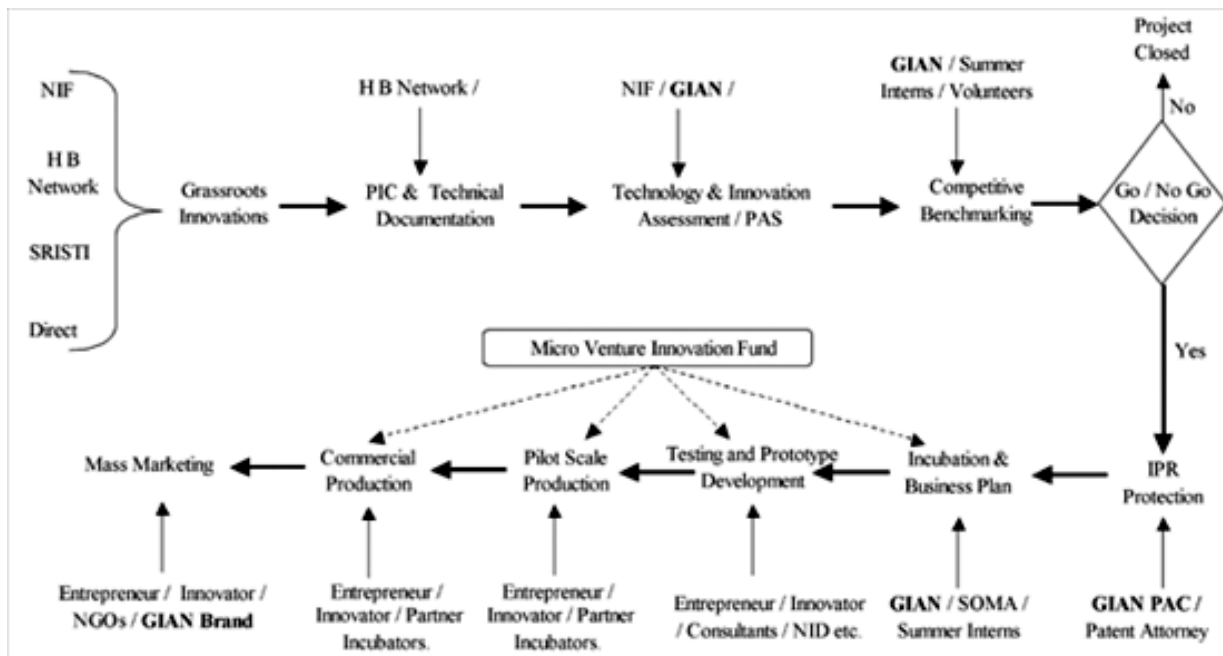 Project
Closed
GIAN / Summer
Interns / Volunteers
NIF
H B Network /
NIF / GIAN /
No
H B
Network
Grassroots
Innovations
PIC & Technical
Documentation
Technology & Innovation
Assessment / PAS
Competitive
Benchmarking
Go / No Go
Decision
SRISTI
Direct
Micro Venture Innovation Fund
Yes
Mass Marketing
Commercial
Production
Pilot Scale
Production
Testing and Prototype
Development
Incubation &
Business Plan
IPR
Protection
Entrepreneur / Innovator /
NGOs / GIAN Brand
Entrepreneur /
Innovator / Partner
Incubators.
Entrepreneur /
Innovator / Partner
Incubators.
Entrepreneur / Innovator
/ Consultants / NID etc.
GIAN / SOMA /
Summer Interns
GIAN PAC /
Patent Attorney